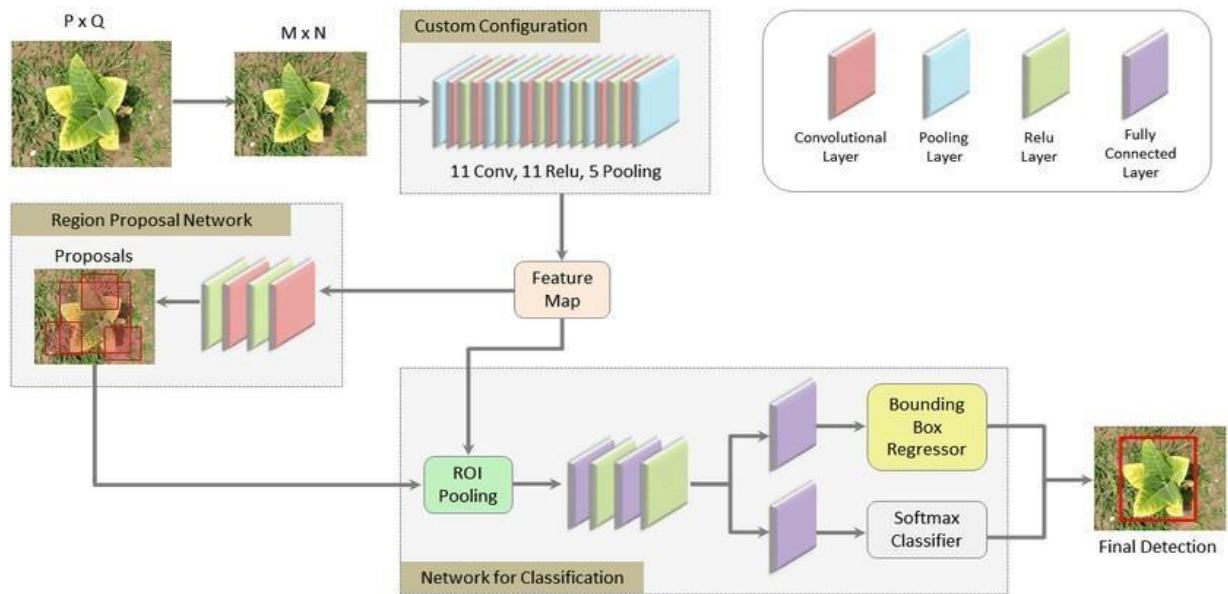 P x Q
M x N
Custom Configuration
11 Conv, 11 Relu, 5 Pooling
Convolutional
Layer
Pooling
Layer
Relu
Layer
Fully
Connected
Layer
Region Proposal Network
Proposals
Feature
Map
ROI
Pooling
Bounding
Box
Regressor
Softmax
Classifier
Final Detection
Network for Classification